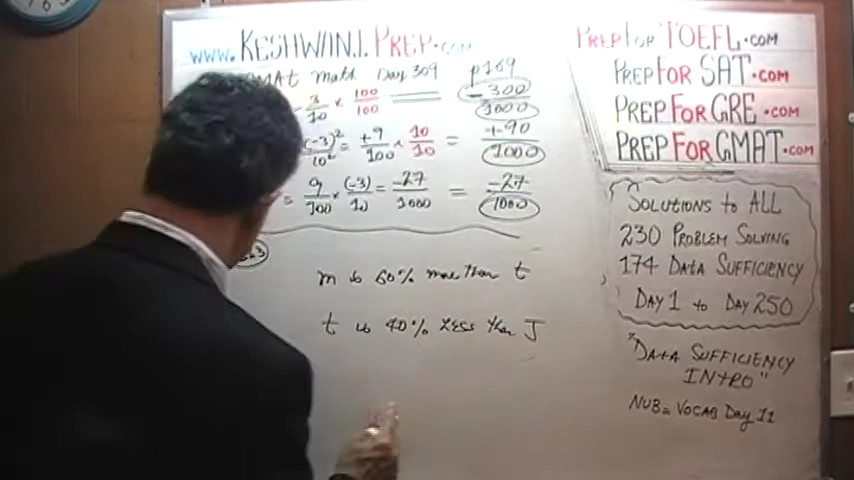 www. KESHWANI PREP.com
GMAT Math Day 309 p169
3/10 × 100/100 -300/1000
(-3)²/10² = +9/100 × 10/10 = +90/1000
= 9/100 × (-3)/10 = -27/1000 = -27/1000
m is 60% more than t
t is 40% Less than J
PREP For TOEFL.com
PREP FOR SAT.com
PREP FOR GRE.com
PREP FOR GMAT.com
SOLUTIONS to ALL
230 PROBLEM SOLVING
174 DATA SUFFICIENCY
DAY 1 to DAY 250
"DATA SUFFICIENCY
INTRO"
VOCAB Day 11